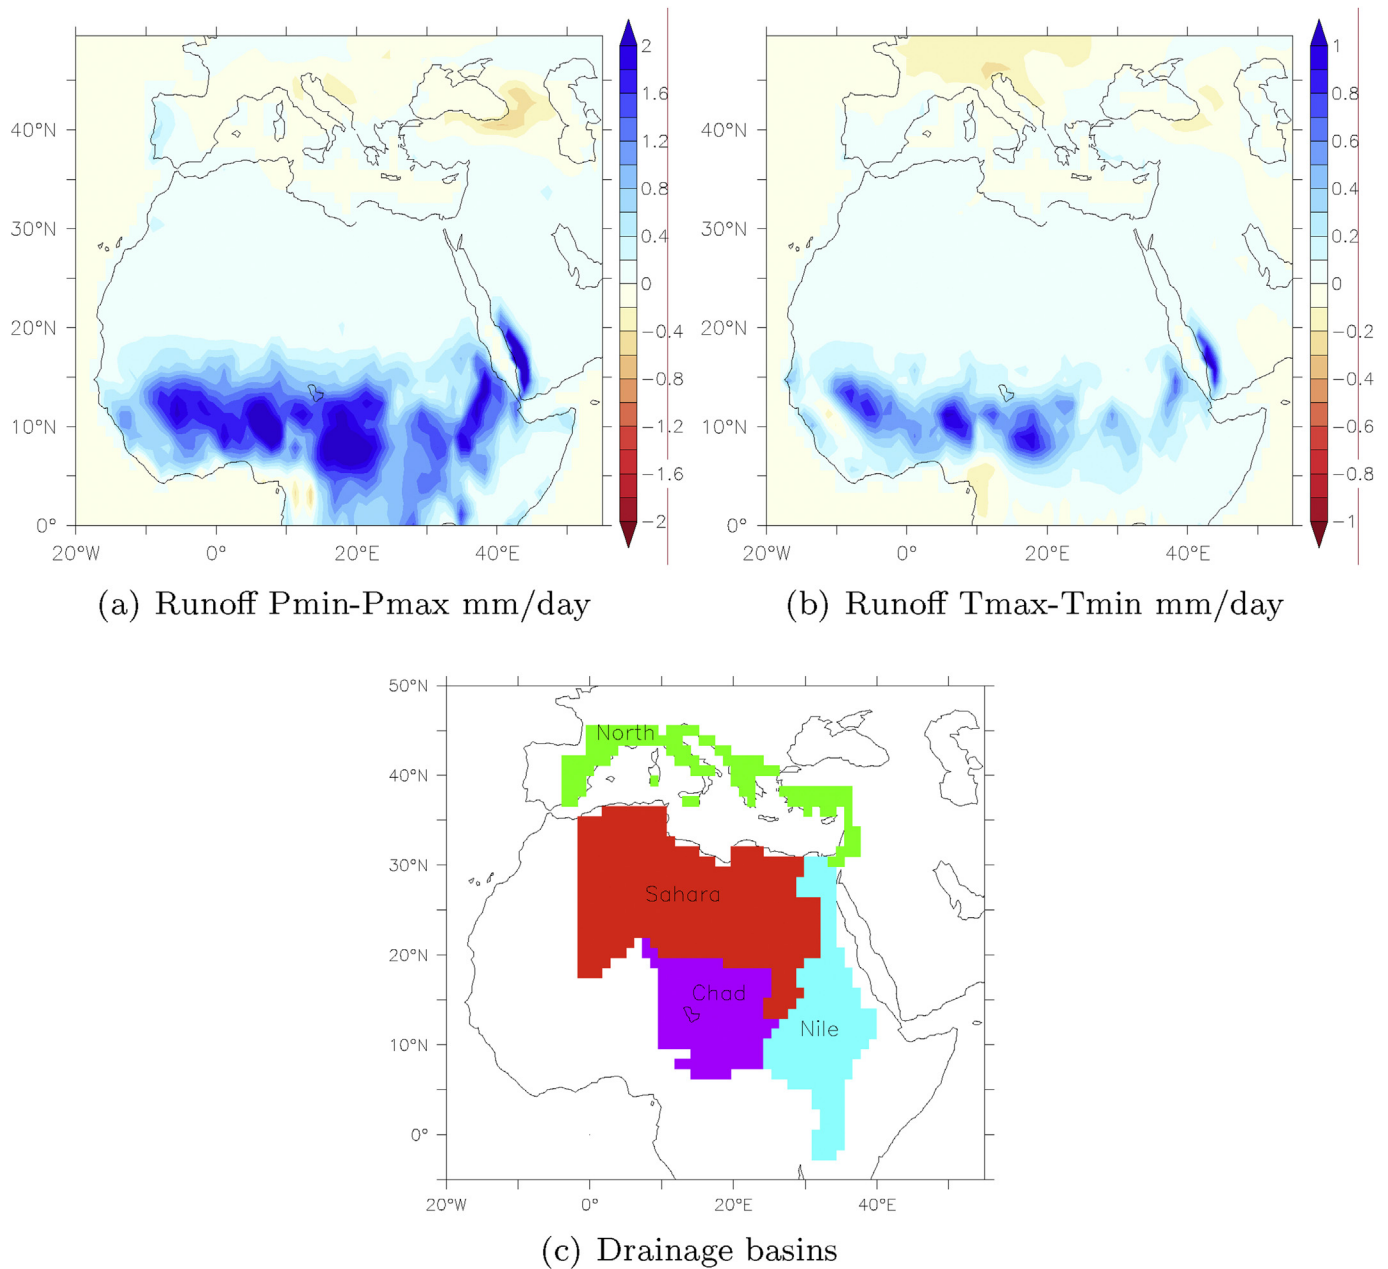 40°N
30°N
20°N
10°N
0°
20°W
0°
20°E
40°E
2
1.6
1.2
0.8
0.4
0
−0.4
−0.8
−1.2
−1.6
−2
(a) Runoff Pmin-Pmax mm/day
40°N
30°N
20°N
10°N
0°
20°W
0°
20°E
40°E
1
0.8
0.6
0.4
0.2
0
−0.2
−0.4
−0.6
−0.8
−1
(b) Runoff Tmax-Tmin mm/day
50°N
40°N
30°N
20°N
10°N
0°
20°W
0°
20°E
40°E
North
Sahara
Chad
Nile
(c) Drainage basins